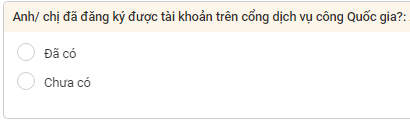 Anh/ chị đã đăng ký được tài khoản trên cổng dịch vụ công Quốc gia?:
Đã có
Chưa có